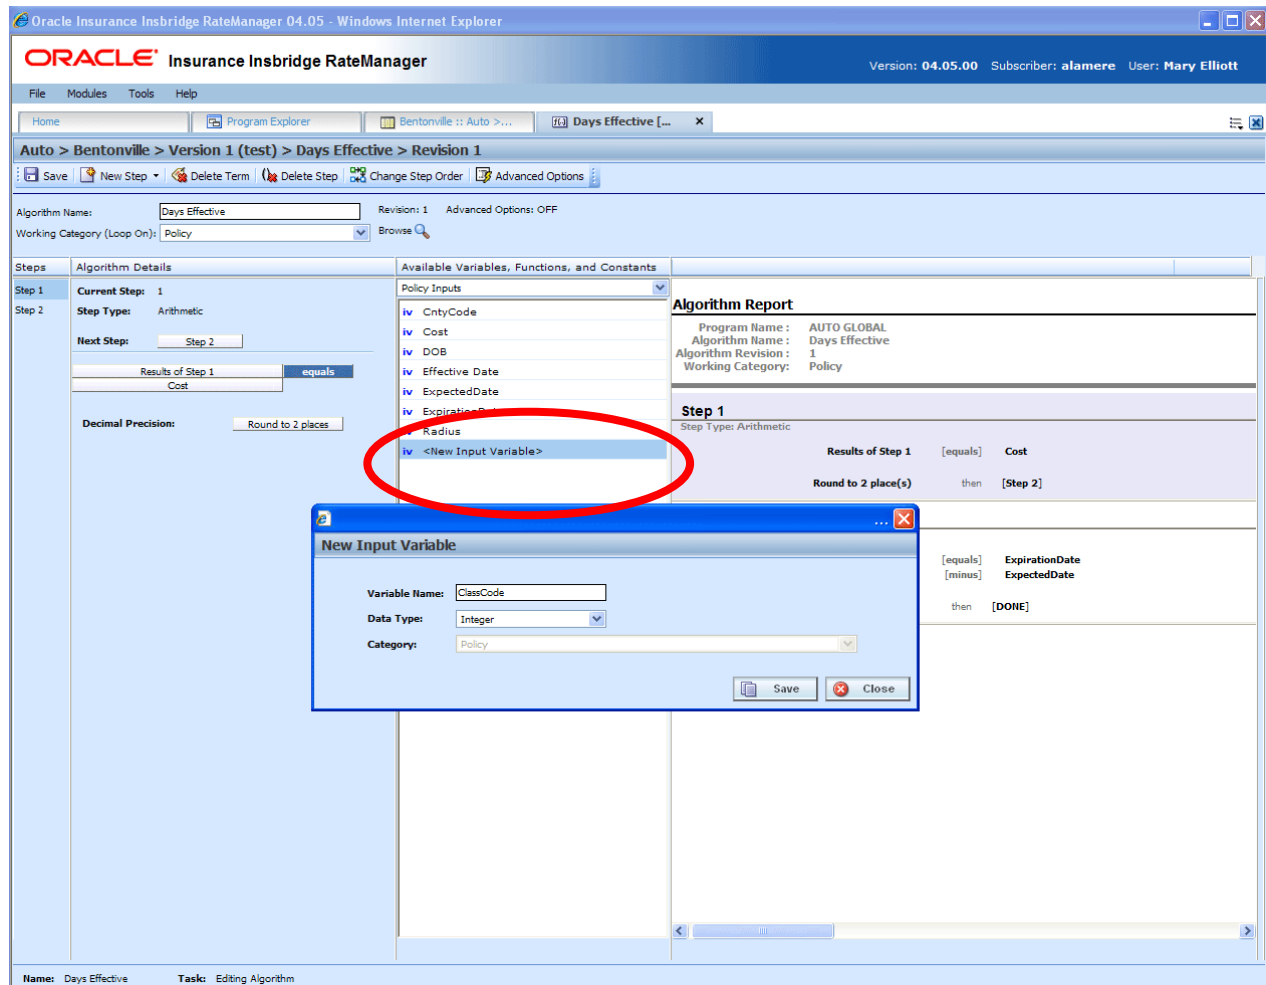 Oracle Insurance Insbridge RateManager 04.05 - Windows Internet Explorer
ORACLE Insurance Insbridge RateManager
Version: 04.05.00 Subscriber: alamere User: Mary Elliott
File Modules Tools Help
Home Program Explorer Bentonville :: Auto >... Days Effective [...
Auto > Bentonville > Version 1 (test) > Days Effective > Revision 1
Save New Step Delete Term Delete Step Change Step Order Advanced Options
Algorithm Name: Days Effective Revision: 1 Advanced Options: OFF
Working Category (Loop On): Policy Browse
Steps Algorithm Details Available Variables, Functions, and Constants
Step 1
Step 2
Current Step: 1
Step Type: Arithmetic
Next Step: Step 2
Results of Step 1 equals
Cost
Decimal Precision: Round to 2 places
Policy Inputs
iv CntyCode
iv Cost
iv DOB
iv Effective Date
iv ExpectedDate
iv
Radius
iv <New Input Variable>
Algorithm Report
Program Name : AUTO GLOBAL
Algorithm Name : Days Effective
Algorithm Revision : 1
Working Category: Policy
Step 1
Step Type: Arithmetic
Results of Step 1 [equals] Cost
Round to 2 place(s) then [Step 2]
[equals] ExpirationDate
[minus] ExpectedDate
then [DONE]
...
New Input Variable
Variable Name: ClassCode
Data Type: Integer
Category: Policy
Save Close
Name: Days Effective Task: Editing Algorithm